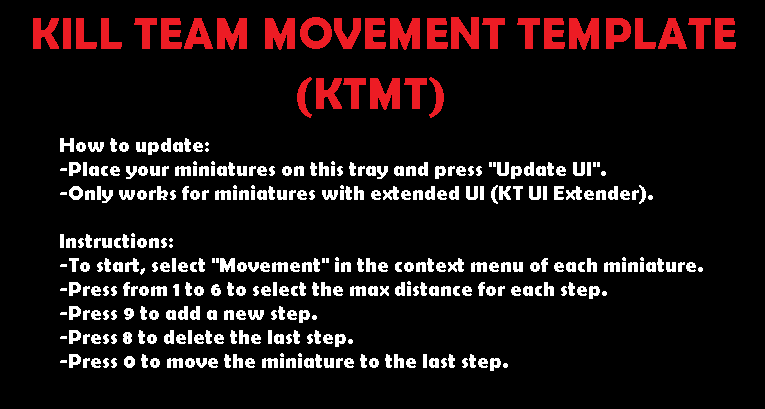 KILL TEAM MOVEMENT TEMPLATE
(KTMT)
How to update:
-Place your miniatures on this tray and press "Update UI".
-Only works for miniatures with extended UI (KT UI Extender).
Instructions:
-To start, select "Movement" in the context menu of each miniature.
-Press from 1 to 6 to select the max distance for each step.
-Press 9 to add a new step.
-Press 8 to delete the last step.
-Press 0 to move the miniature to the last step.